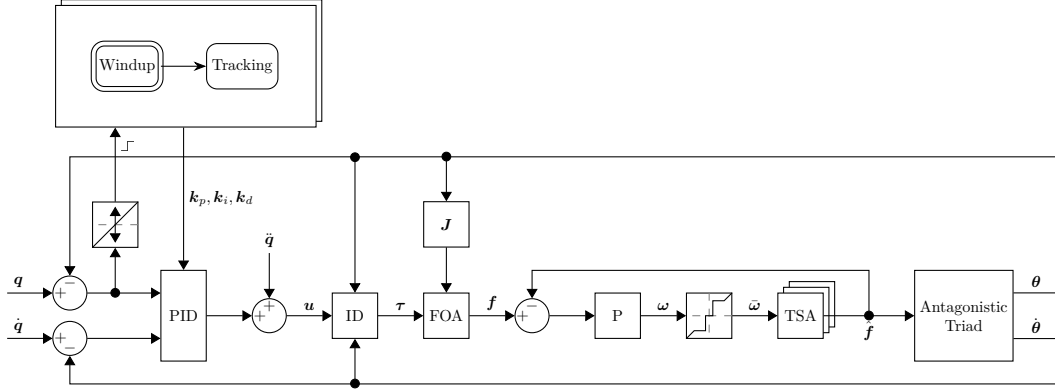 Windup
Tracking
k_p, k_i, k_d
J
q
q̇
q̈
PID
u
ID
τ
FOA
f
P
ω
ω̄
TSA
f̂
Antagonistic
Triad
θ
θ̇